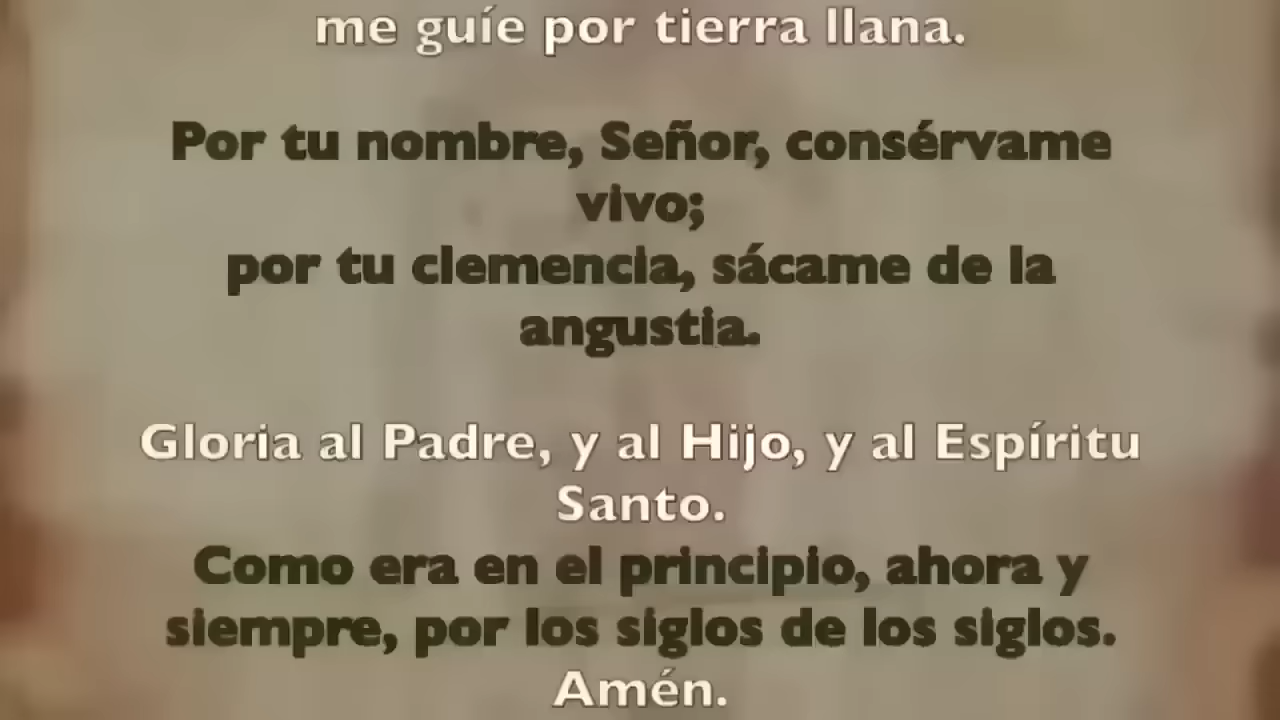 me guíe por tierra llana.
Por tu nombre, Señor, consérvame
vivo;
por tu clemencia, sácame de la
angustia.
Gloria al Padre, y al Hijo, y al Espíritu
Santo.
Como era en el principio, ahora y
siempre, por los siglos de los siglos.
Amén.